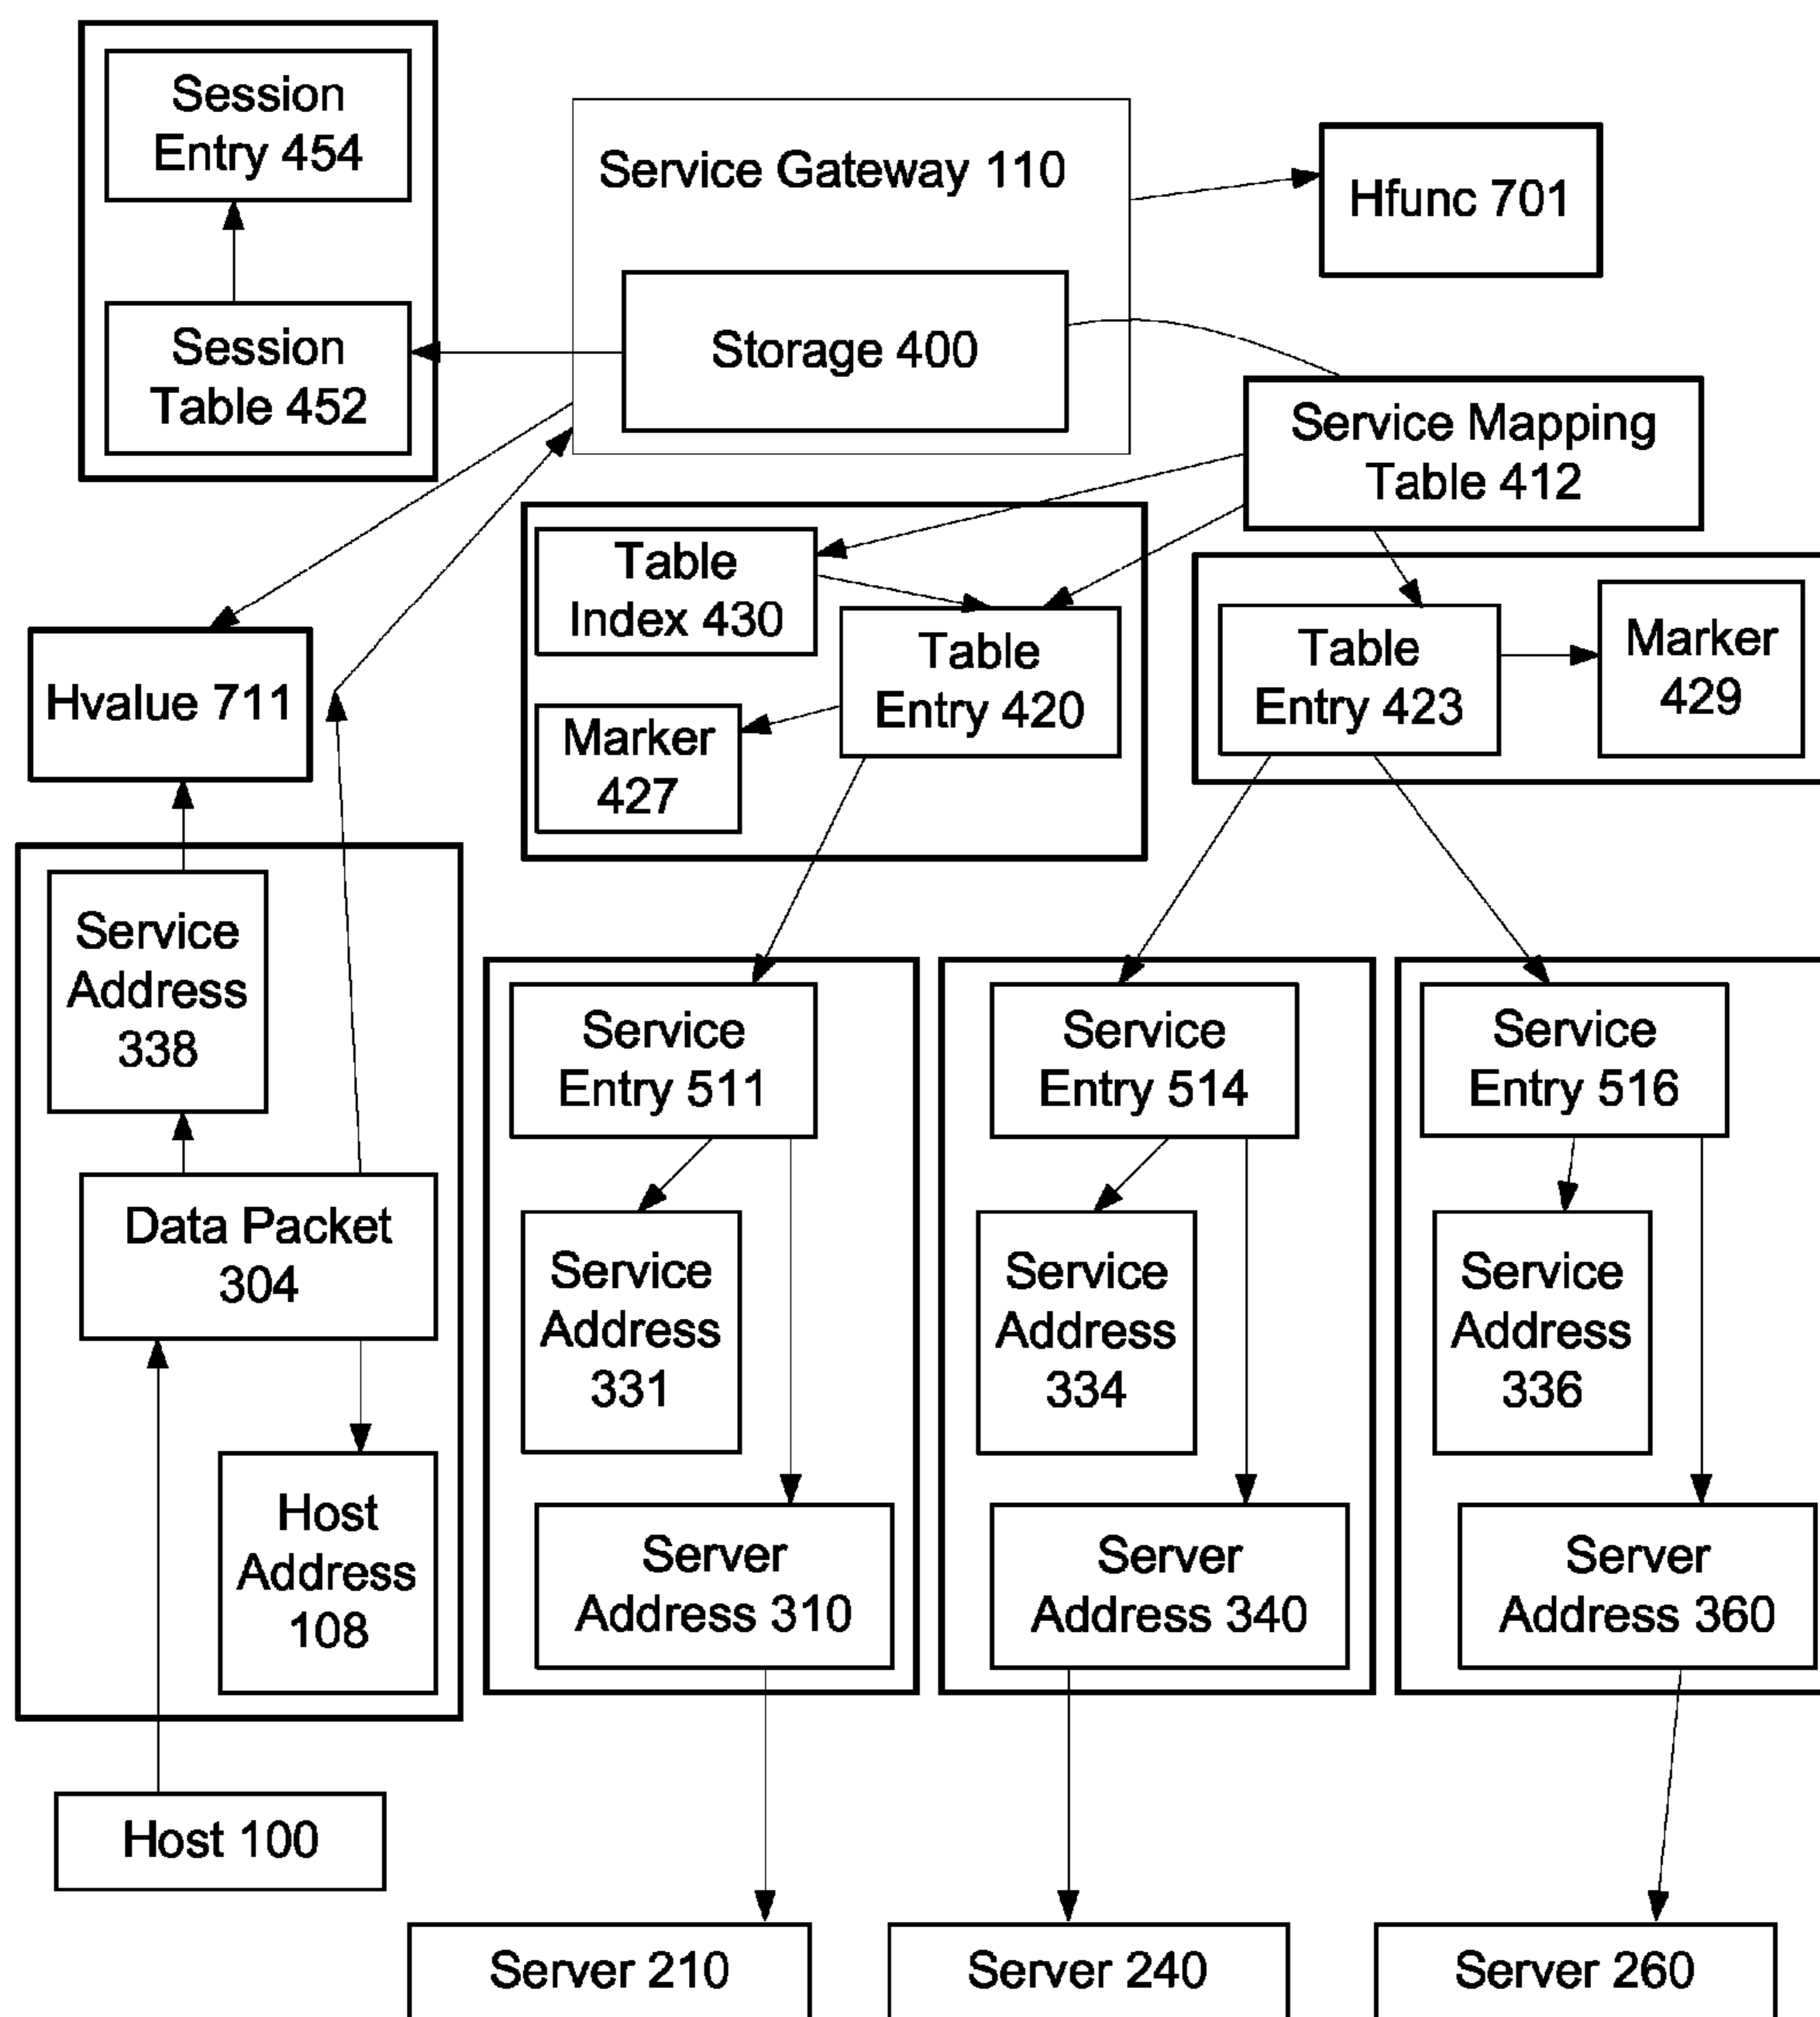 Session
Entry 454
Service Gateway 110
Hfunc 701
Session
Table 452
Storage 400
Service Mapping
Table 412
Table
Index 430
Table
Entry 420
Marker
427
Table
Entry 423
Marker
429
Hvalue 711
Service
Address
338
Data Packet
304
Host
Address
108
Host 100
Service
Entry 511
Service
Address
331
Server
Address 310
Service
Entry 514
Service
Address
334
Server
Address 340
Service
Entry 516
Service
Address
336
Server
Address 360
Server 210
Server 240
Server 260